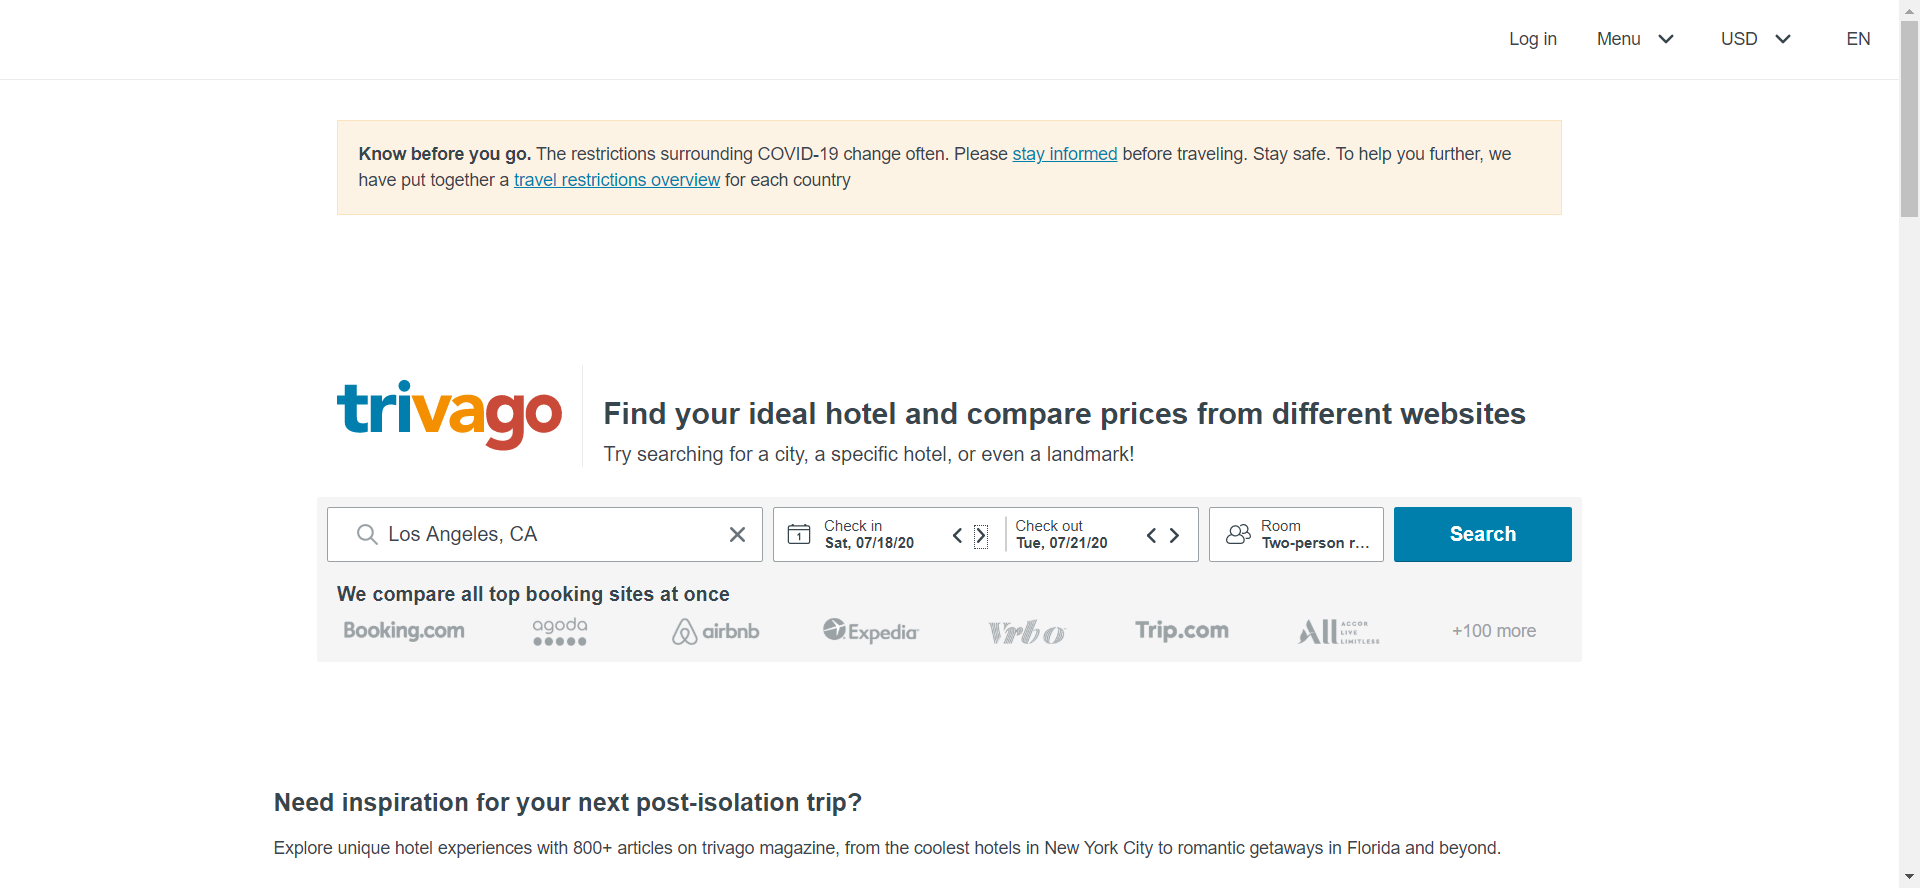 Log in Menu USD EN
Know before you go. The restrictions surrounding COVID-19 change often. Please stay informed before traveling. Stay safe. To help you further, we
have put together a travel restrictions overview for each country
trivago
Find your ideal hotel and compare prices from different websites
Try searching for a city, a specific hotel, or even a landmark!
Los Angeles, CA
1
Check in
Sat, 07/18/20
Check out
Tue, 07/21/20
Room
Two-person r...
Search
We compare all top booking sites at once
Booking.com agoda airbnb Expedia Vrbo Trip.com ALL ACCOR LIVE LIMITLESS +100 more
Need inspiration for your next post-isolation trip?
Explore unique hotel experiences with 800+ articles on trivago magazine, from the coolest hotels in New York City to romantic getaways in Florida and beyond.